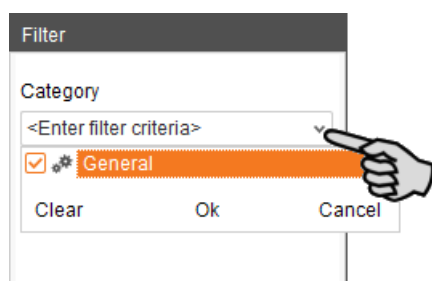 Filter
Category
<Enter filter criteria>
General
Clear Ok Cancel